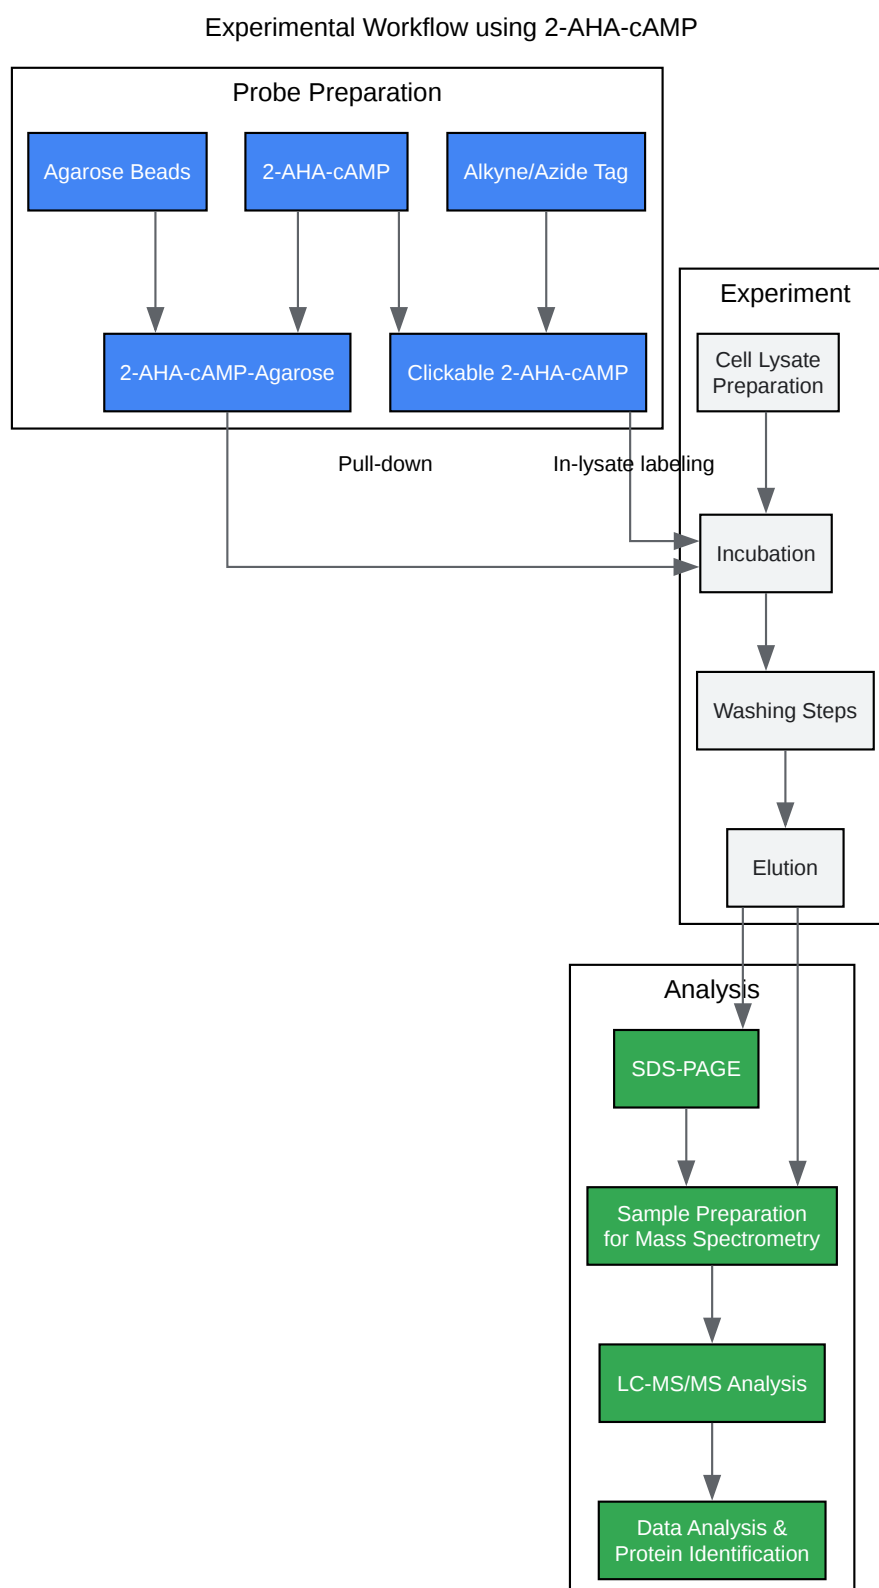 Experimental Workflow using 2-AHA-cAMP
Probe Preparation
Agarose Beads
2-AHA-cAMP
Alkyne/Azide Tag
2-AHA-cAMP-Agarose
Clickable 2-AHA-cAMP
Pull-down
In-lysate labeling
Experiment
Cell Lysate
Preparation
Incubation
Washing Steps
Elution
Analysis
SDS-PAGE
Sample Preparation
for Mass Spectrometry
LC-MS/MS Analysis
Data Analysis &
Protein Identification